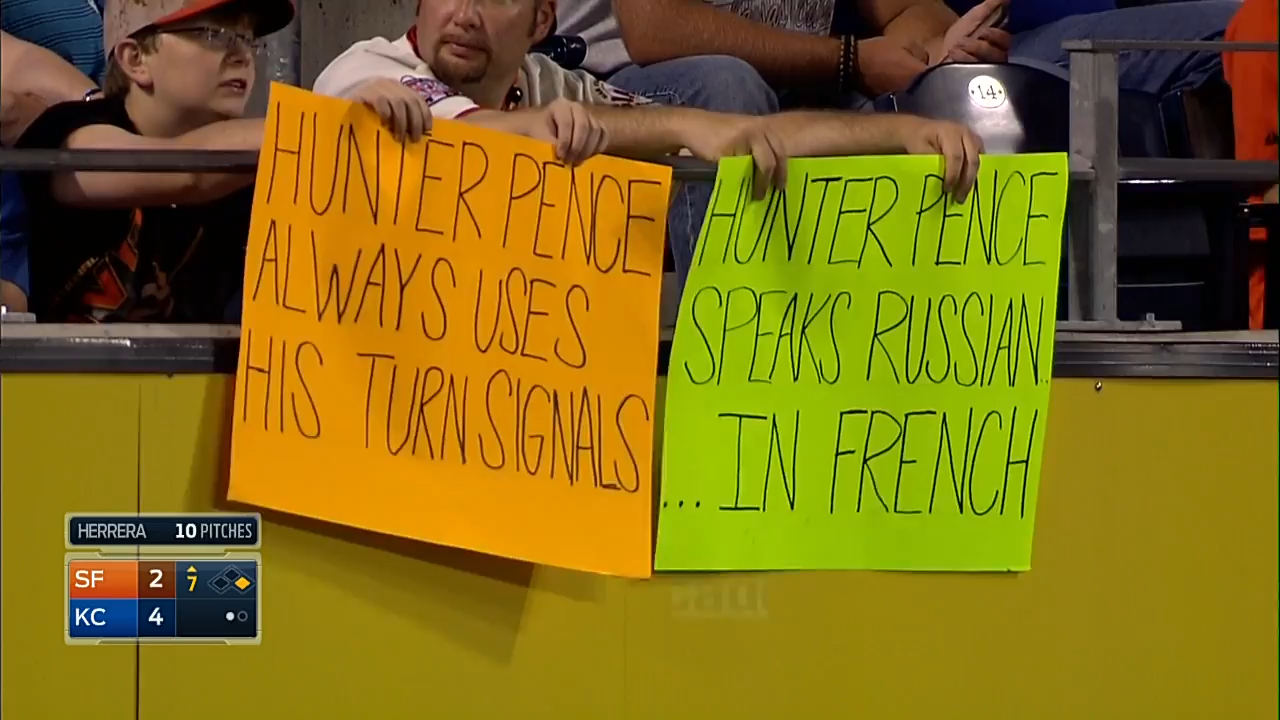 ·14·
HUNTER PENCE
ALWAYS USES
HIS TURN SIGNALS
HUNTER PENCE
SPEAKS RUSSIAN..
...IN FRENCH
HERRERA 10 PITCHES
SF 2 7
KC 4